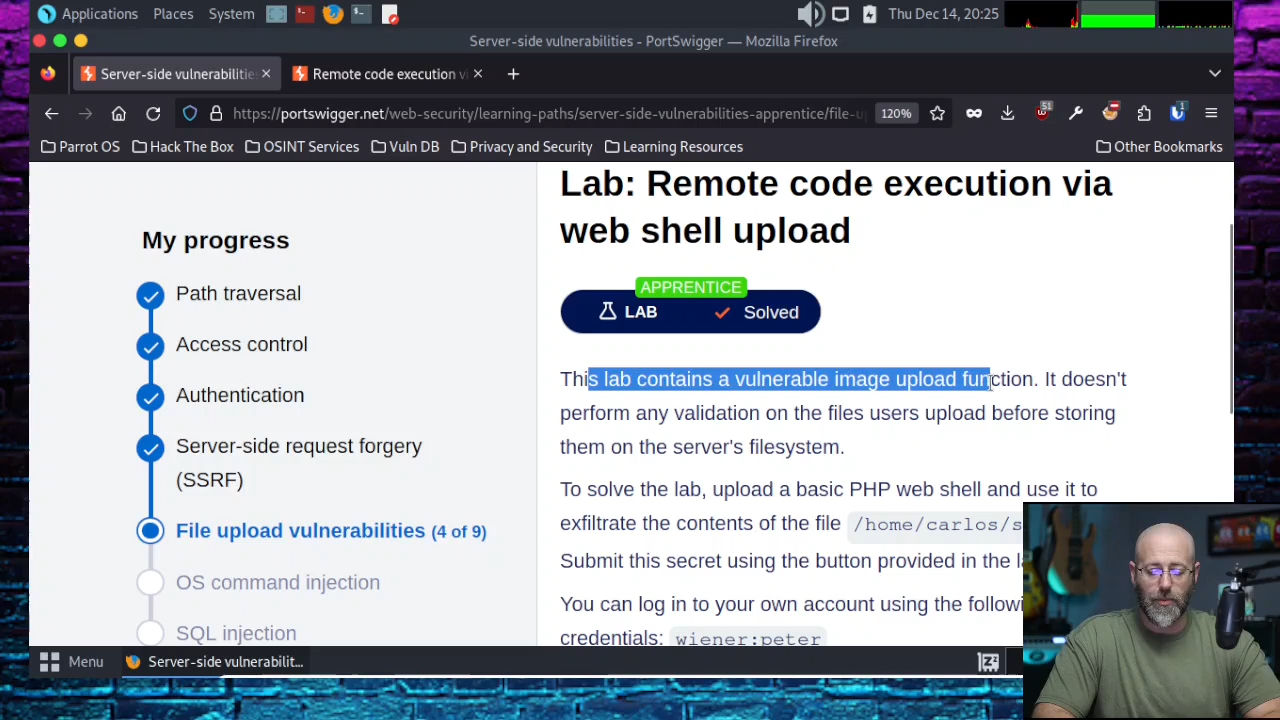 Applications Places System Thu Dec 14, 20:25
Server-side vulnerabilities - PortSwigger — Mozilla Firefox
Server-side vulnerabilitie Remote code execution vi
https://portswigger.net/web-security/learning-paths/server-side-vulnerabilities-apprentice/file-u 120% 51 1
Parrot OS Hack The Box OSINT Services Vuln DB Privacy and Security Learning Resources Other Bookmarks
My progress
Path traversal
Access control
Authentication
Server-side request forgery
(SSRF)
File upload vulnerabilities (4 of 9)
OS command injection
SQL injection
Lab: Remote code execution via
web shell upload
APPRENTICE
LAB Solved
This lab contains a vulnerable image upload function. It doesn't
perform any validation on the files users upload before storing
them on the server's filesystem.
To solve the lab, upload a basic PHP web shell and use it to
exfiltrate the contents of the file /home/carlos/s
Submit this secret using the button provided in the l
You can log in to your own account using the followi
credentials: wiener:peter
Menu Server-side vulnerabilit...